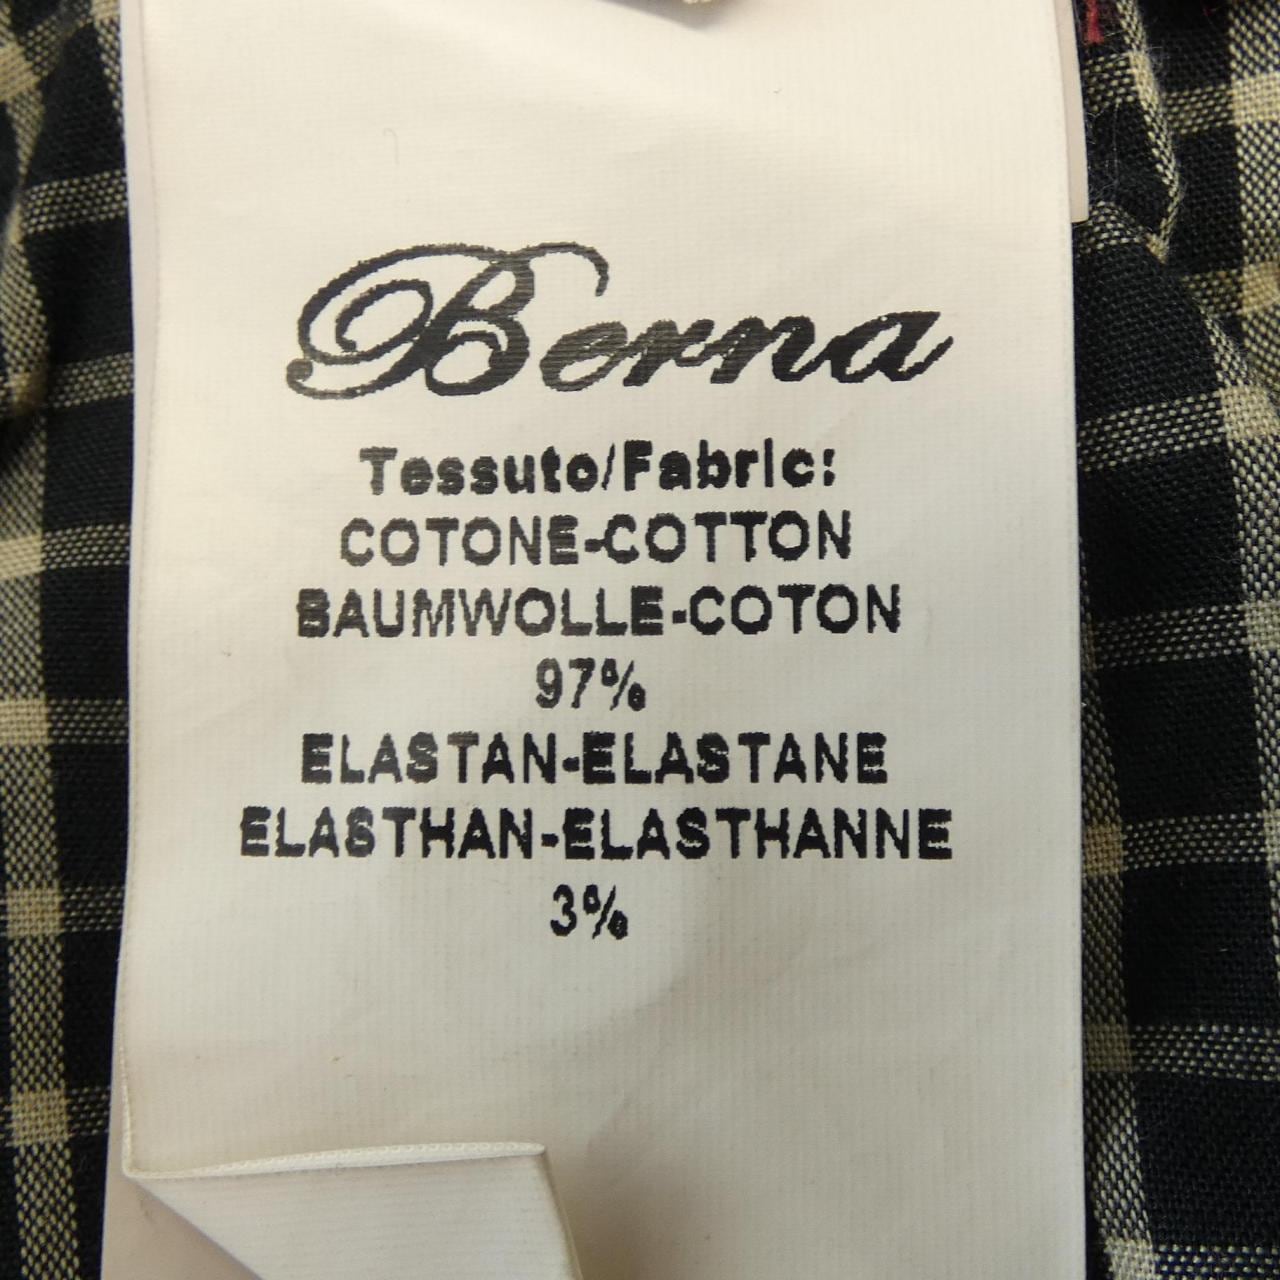 Berna
Tessuto/Fabric:
COTONE-COTTON
BAUMWOLLE-COTON
97%
ELASTAN-ELASTANE
ELASTHAN-ELASTHANNE
3%